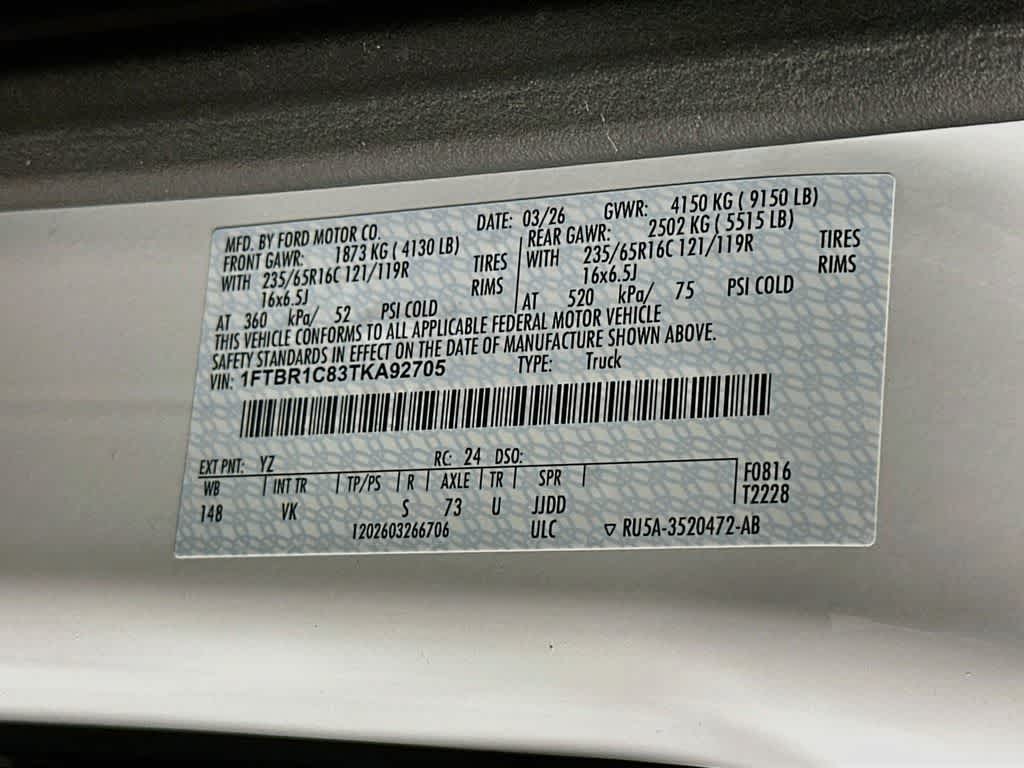 MFD. BY FORD MOTOR CO. DATE: 03/26 GVWR: 4150 KG ( 9150 LB)
FRONT GAWR: 1873 KG ( 4130 LB) REAR GAWR: 2502 KG ( 5515 LB)
WITH 235/65R16C 121/119R TIRES WITH 235/65R16C 121/119R TIRES
16x6.5J RIMS 16x6.5J RIMS
AT 360 kPa/ 52 PSI COLD AT 520 kPa/ 75 PSI COLD
THIS VEHICLE CONFORMS TO ALL APPLICABLE FEDERAL MOTOR VEHICLE
SAFETY STANDARDS IN EFFECT ON THE DATE OF MANUFACTURE SHOWN ABOVE.
VIN: 1FTBR1C83TKA92705 TYPE: Truck
EXT PNT: YZ RC: 24 DSO:
WB INT TR TP/PS R AXLE TR SPR F0816
148 VK S 73 U JJDD T2228
1202603266706 ULC ▽ RU5A-3520472-AB